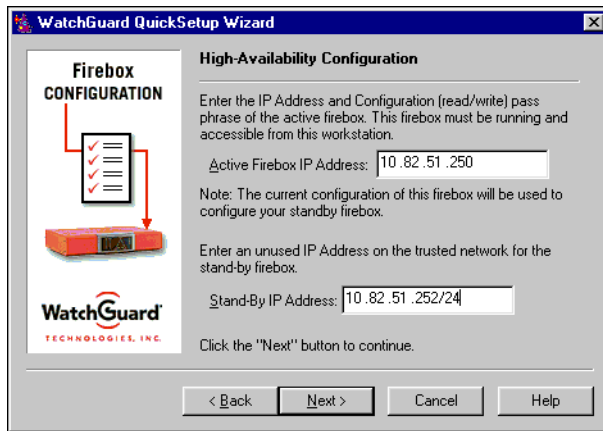 WatchGuard QuickSetup Wizard
Firebox
CONFIGURATION
WatchGuard
TECHNOLOGIES, INC.
High-Availability Configuration
Enter the IP Address and Configuration (read/write) pass
phrase of the active firebox. This firebox must be running and
accessible from this workstation.
Active Firebox IP Address: 10 .82 .51 .250
Note: The current configuration of this firebox will be used to
configure your standby firebox.
Enter an unused IP Address on the trusted network for the
stand-by firebox.
Stand-By IP Address: 10 .82 .51 .252/24
Click the "Next" button to continue.
< Back Next > Cancel Help